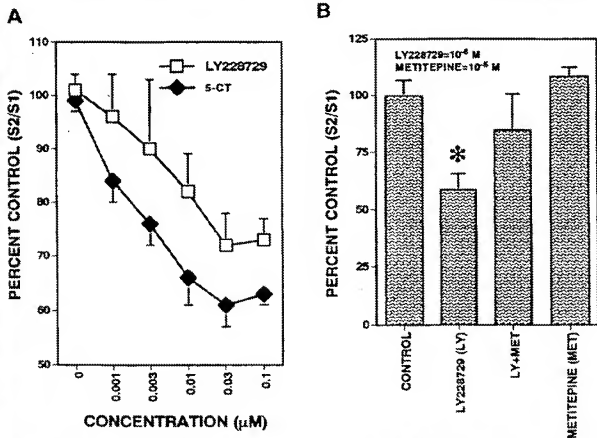 A
PERCENT CONTROL (S2/S1)
110
100
90
80
70
60
50
LY228729
5-CT
0
0.001
0.003
0.01
0.03
0.1
CONCENTRATION (μM)
B
PERCENT CONTROL (S2/S1)
125
100
75
50
25
0
LY228729=10⁻⁶ M
METITEPINE=10⁻⁵ M
*
CONTROL
LY228729 (LY)
LY+MET
METITEPINE (MET)